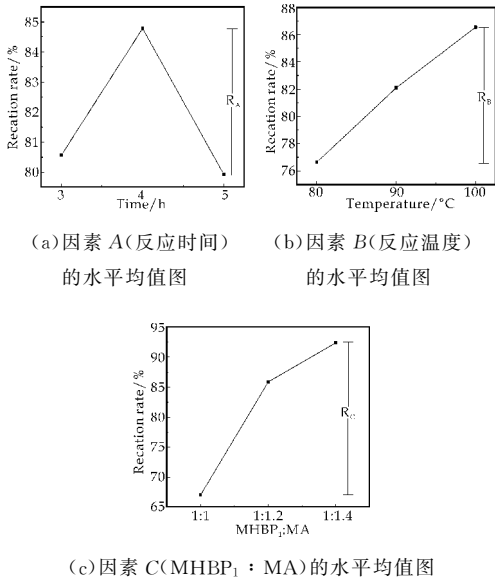 85
84
83
82
81
80
Recation rate/%
R_A
3 4 5
Time/h
88
86
84
82
80
78
76
Recation rate/%
R_B
80 90 100
Temperature/°C
(a)因素 A(反应时间)
的水平均值图
(b)因素 B(反应温度)
的水平均值图
95
90
85
80
75
70
65
Recation rate/%
R_C
1:1 1:1.2 1:1.4
MHBP₁:MA
(c)因素 C(MHBP₁：MA)的水平均值图